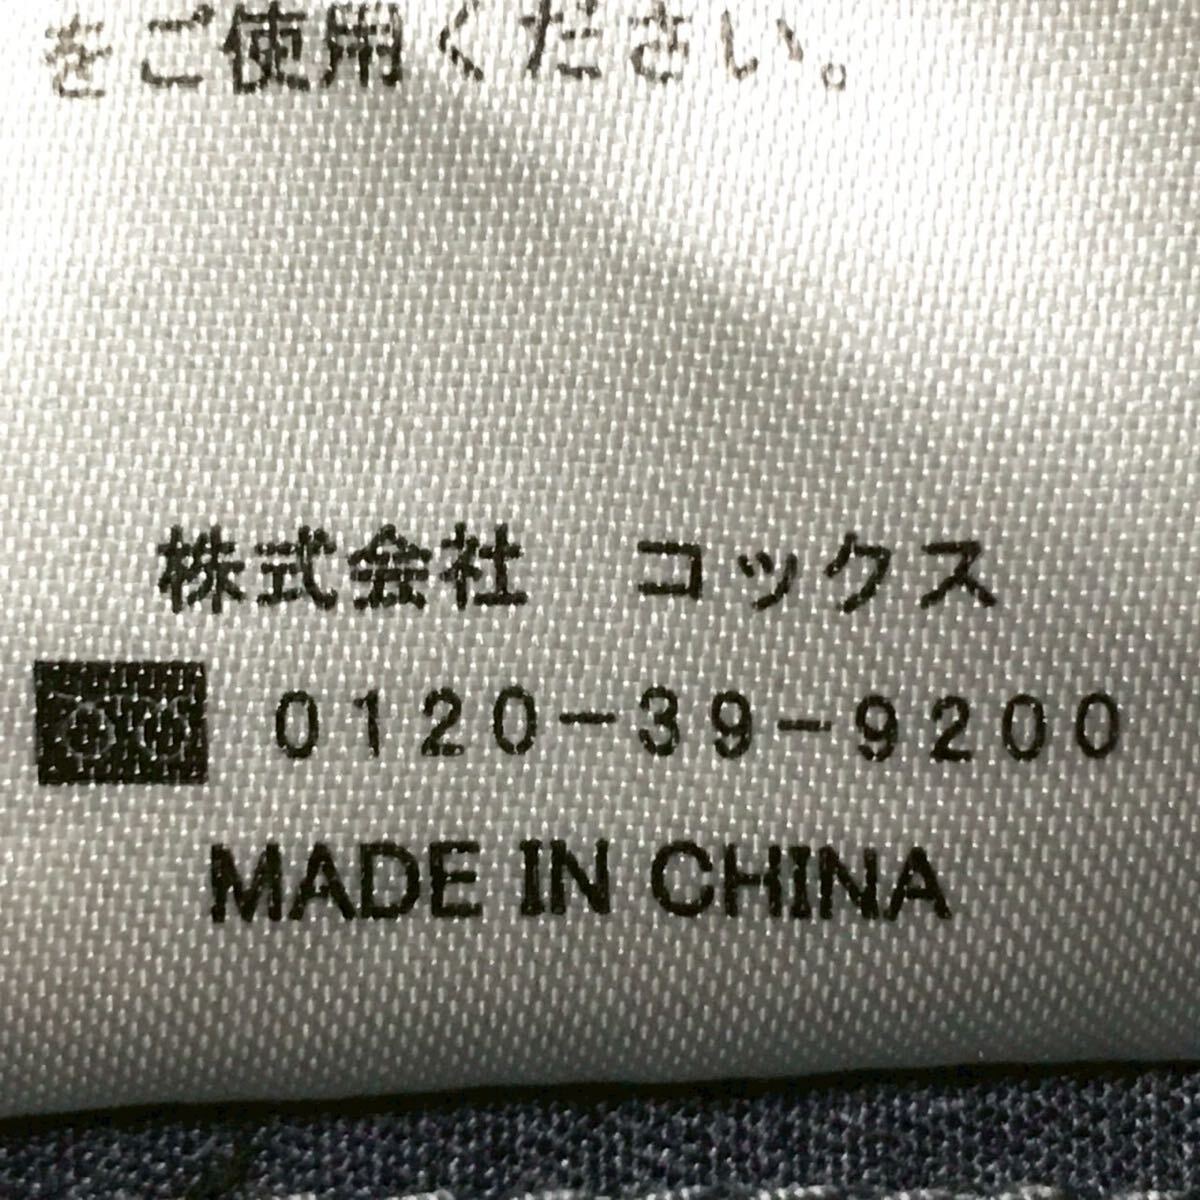 をご使用ください。
株式会社　コックス
0120-39-9200
MADE IN CHINA